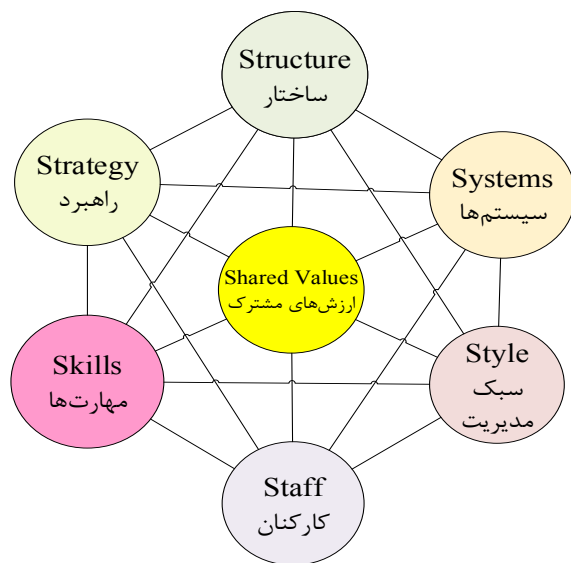 Structure
ساختار
Strategy
راهبرد
Systems
سیستم‌ها
Shared Values
ارزش‌های مشترک
Skills
مهارت‌ها
Style
سبک
مدیریت
Staff
کارکنان